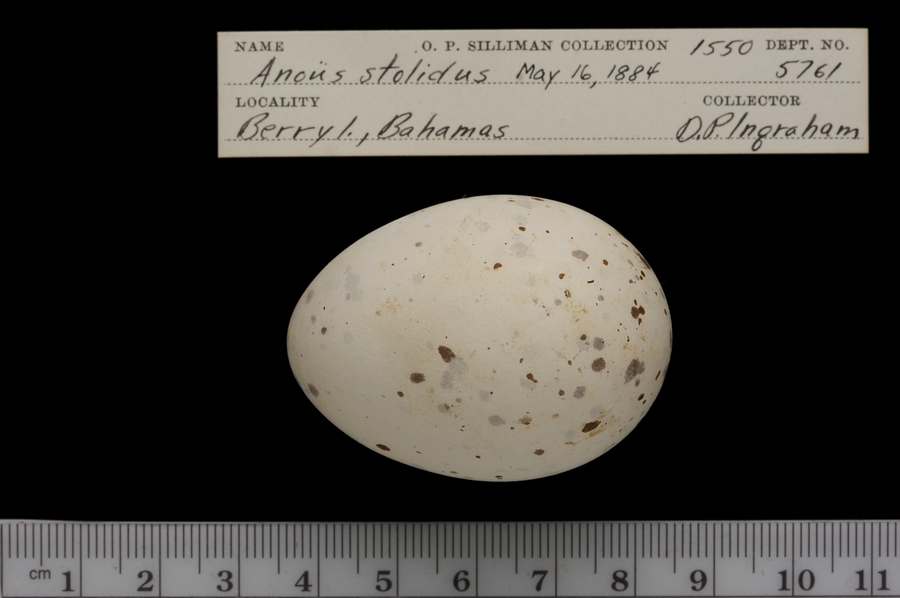 NAME O. P. SILLIMAN COLLECTION 1550 DEPT. NO.
Anoüs stolidus May 16, 1884 5761
LOCALITY COLLECTOR
Berry I., Bahamas D.P. Ingraham
cm 1 2 3 4 5 6 7 8 9 10 11